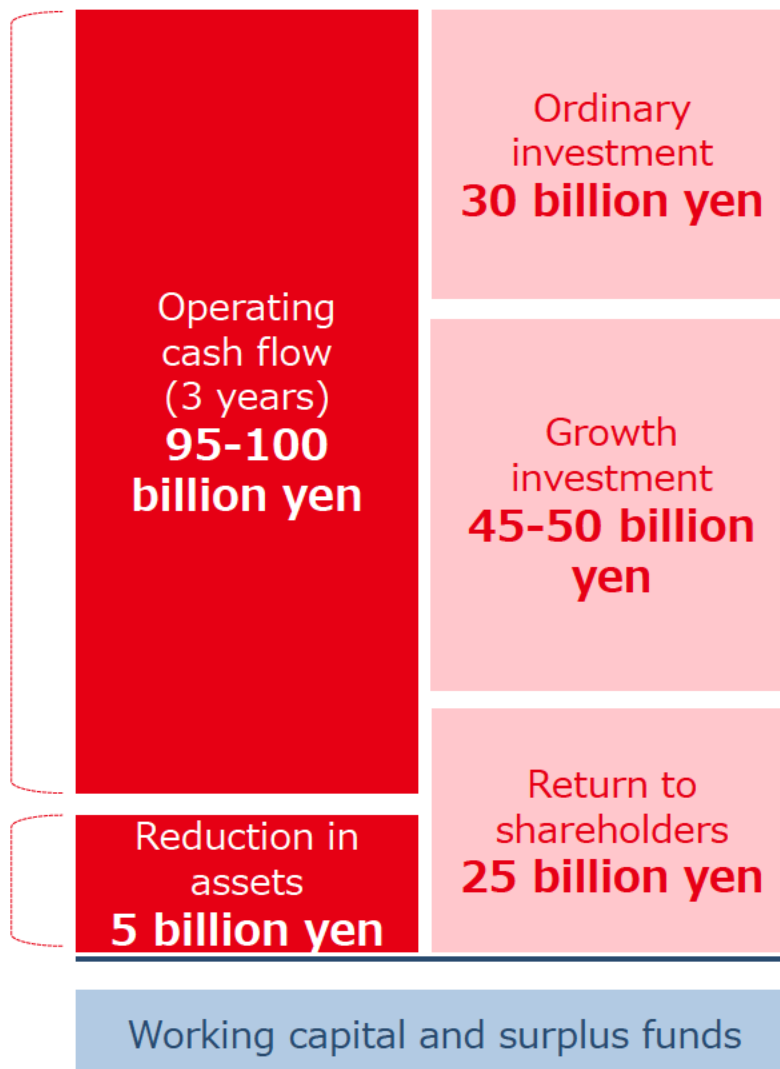 Operating
cash flow
(3 years)
95-100
billion yen
Reduction in
assets
5 billion yen
Ordinary
investment
30 billion yen
Growth
investment
45-50 billion
yen
Return to
shareholders
25 billion yen
Working capital and surplus funds